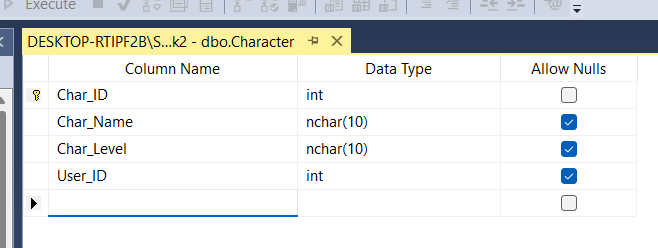 Execute
DESKTOP-RTIPF2B\S...k2 - dbo.Character
Column Name Data Type Allow Nulls
Char_ID int
Char_Name nchar(10)
Char_Level nchar(10)
User_ID int